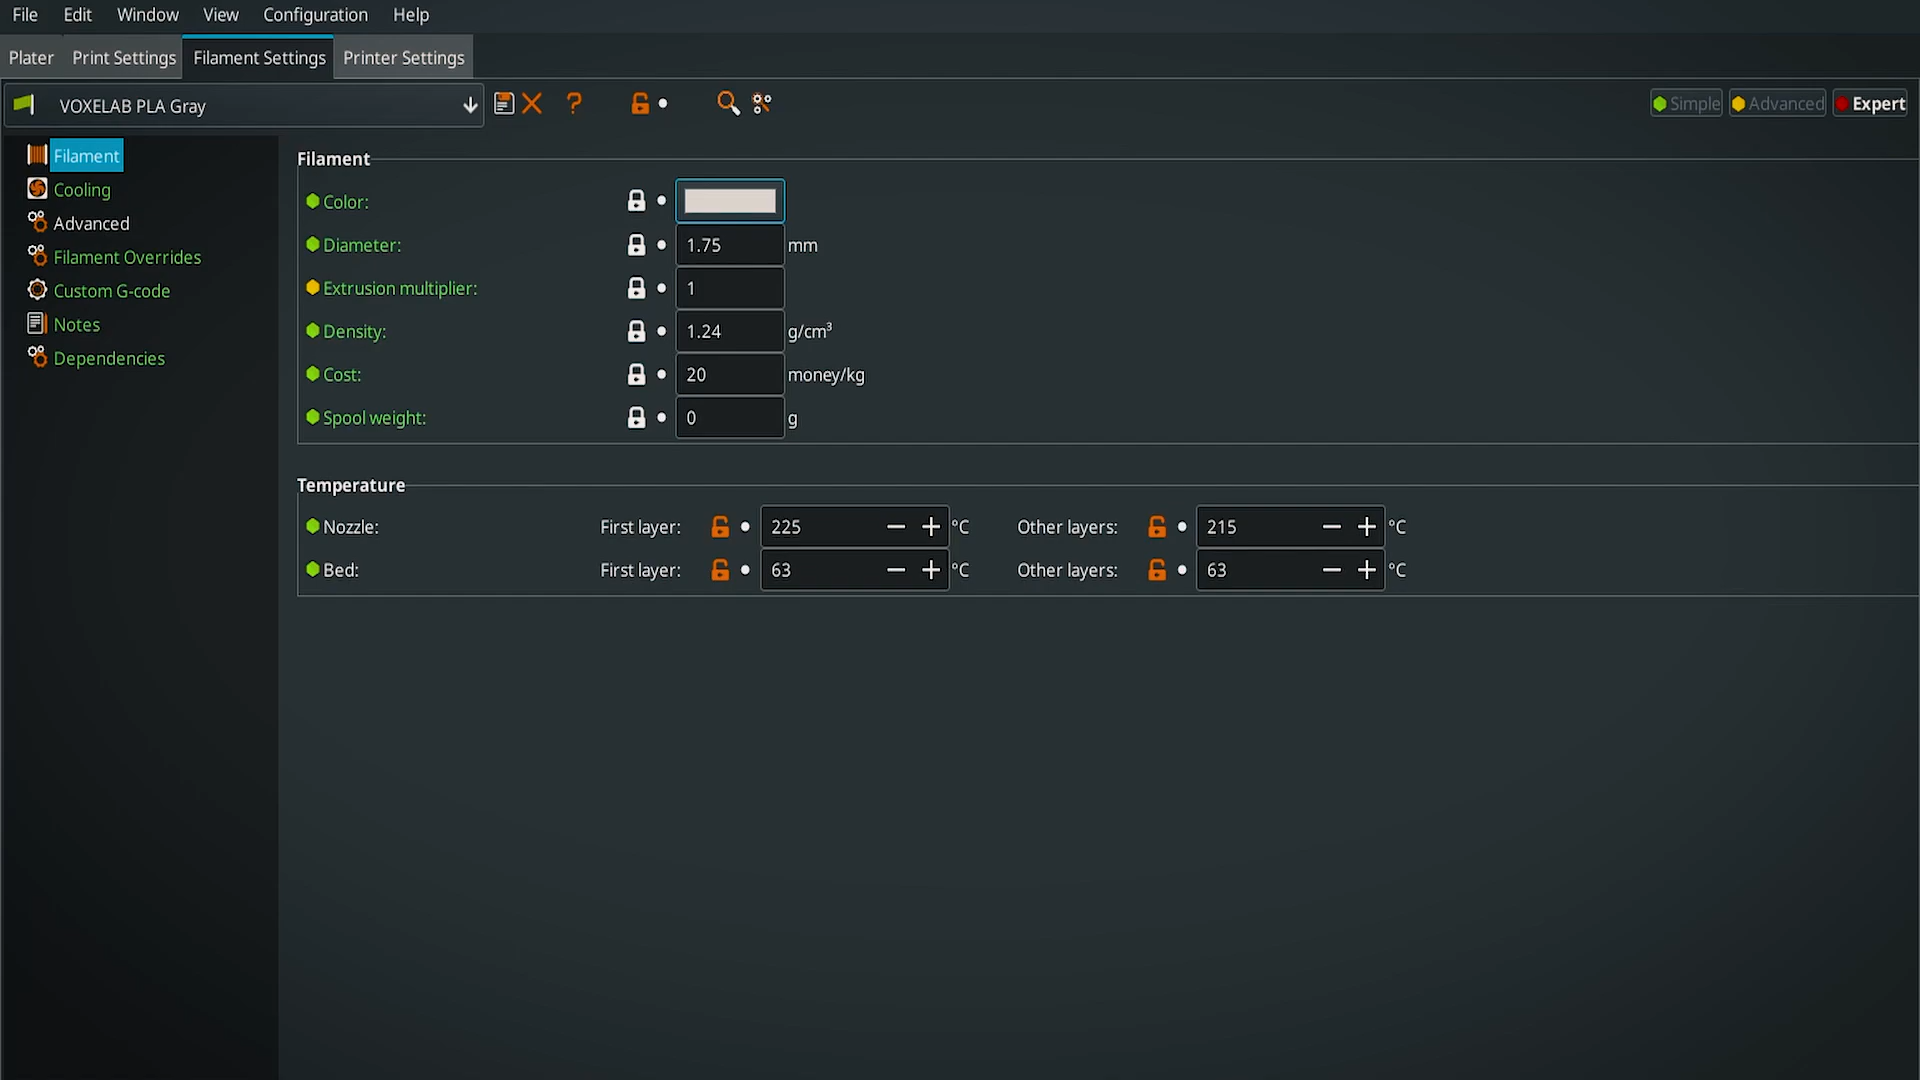 File Edit Window View Configuration Help
Plater Print Settings Filament Settings Printer Settings
VOXELAB PLA Gray ? Simple Advanced Expert
Filament
Cooling
Advanced
Filament Overrides
Custom G-code
Notes
Dependencies
Filament
Color:
Diameter: 1.75 mm
Extrusion multiplier: 1
Density: 1.24 g/cm³
Cost: 20 money/kg
Spool weight: 0 g
Temperature
Nozzle: First layer: 225 — + °C Other layers: 215 — + °C
Bed: First layer: 63 — + °C Other layers: 63 — + °C